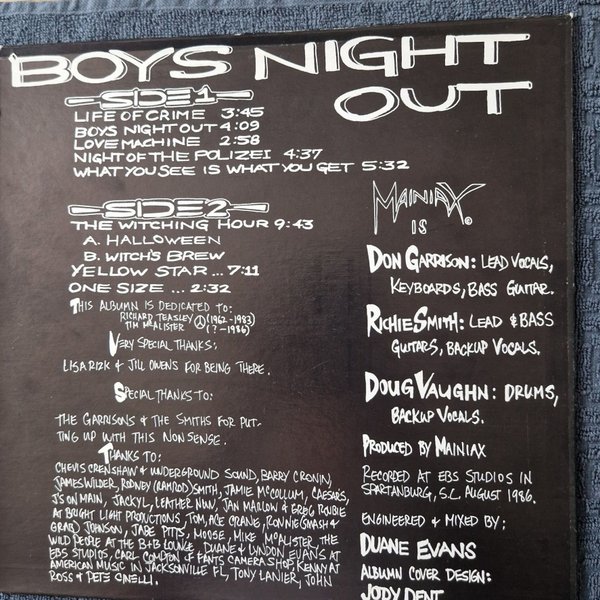 BOYS NIGHT OUT
SIDE 1
LIFE OF CRIME 3:45
BOYS NIGHT OUT 4:09
LOVE MACHINE 2:58
NIGHT OF THE POLIZEI 4:37
WHAT YOU SEE IS WHAT YOU GET 5:32
SIDE 2
THE WITCHING HOUR 9:43
A. HALLOWEEN
B. WITCH'S BREW
YELLOW STAR... 7:11
ONE SIZE ... 2:32
THIS ALBUMN IS DEDICATED TO:
RICHARD TEASLEY (1962-1983)
TIM MCALISTER (?-1986)
VERY SPECIAL THANKS:
LISA RIZK & JILL OWENS FOR BEING THERE.
SPECIAL THANKS TO:
THE GARRISONS & THE SMITHS FOR PUT-
TING UP WITH THIS NONSENSE.
THANKS TO:
CHEVIS CRENSHAW & UNDERGROUND SOUND, BARRY CRONIN,
JAMES WILDER, RODNEY (RAMROD) SMITH, JAMIE MCCOLLUM, CAESAR'S,
J'S ON MAIN, JACKYL, LEATHER NUN, JAN MARLOW & GREG ROUBIE
AT BRIGHT LIGHT PRODUCTIONS, TOM, ACE CRANE, RONNIE (SMASH &
GRAB) JOHNSON, JABE PITTS, MOOSE, MIKE MCALISTER, THE
WILD PEOPLE AT THE B&B LOUNGE, DUANE & LYNDON EVANS AT
EBS STUDIOS, CARL COMPTON OF FANTS CAMERA SHOP, KENNY AT
AMERICAN MUSIC IN JACKSONVILLE FL, TONY LANIER, JOHN
ROSS & PETE CINELLI.
MAINIAX ©
IS
DON GARRISON: LEAD VOCALS,
KEYBOARDS, BASS GUITAR.
RICHIE SMITH: LEAD & BASS
GUITARS, BACKUP VOCALS.
DOUG VAUGHN: DRUMS,
BACKUP VOCALS.
PRODUCED BY MAINIAX
RECORDED AT EBS STUDIOS IN
SPARTANBURG, S.C. AUGUST 1986.
ENGINEERED & MIXED BY:
DUANE EVANS
ALBUMN COVER DESIGN:
JODY DENT